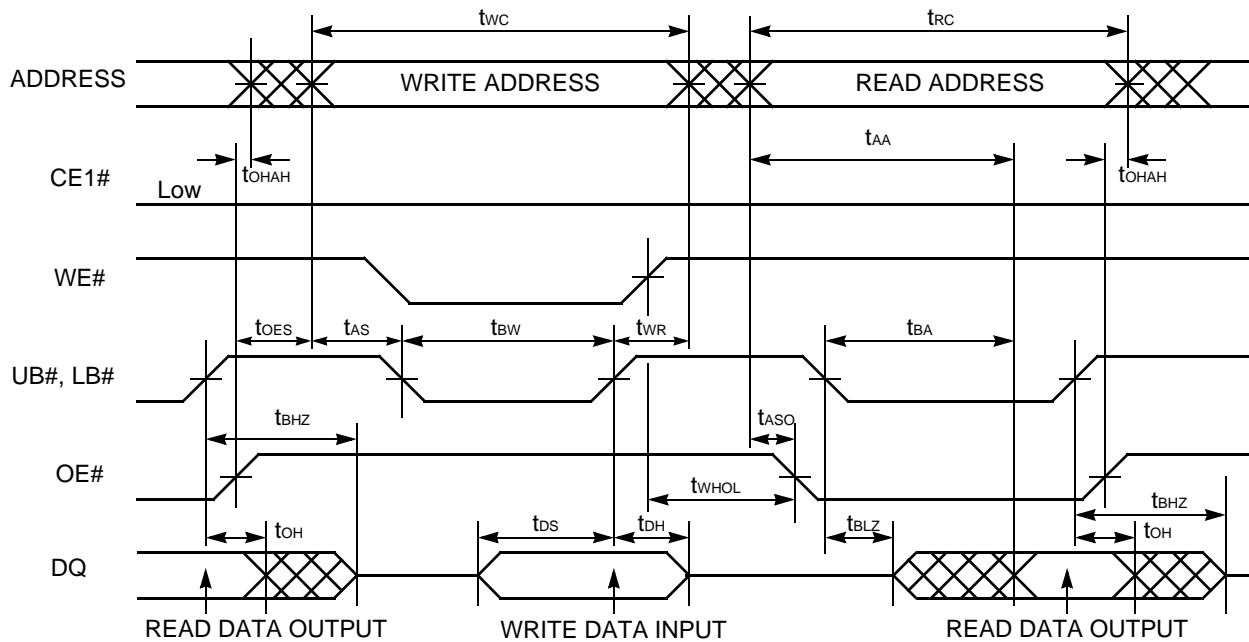 tWC tRC
ADDRESS WRITE ADDRESS READ ADDRESS
tAA
CE1# tOHAH tOHAH
Low
WE#
tOES tAS tBW tWR tBA
UB#, LB#
tBHZ tASO
OE#
tWHOL tBHZ
tOH tDS tDH tBLZ tOH
DQ
READ DATA OUTPUT WRITE DATA INPUT READ DATA OUTPUT